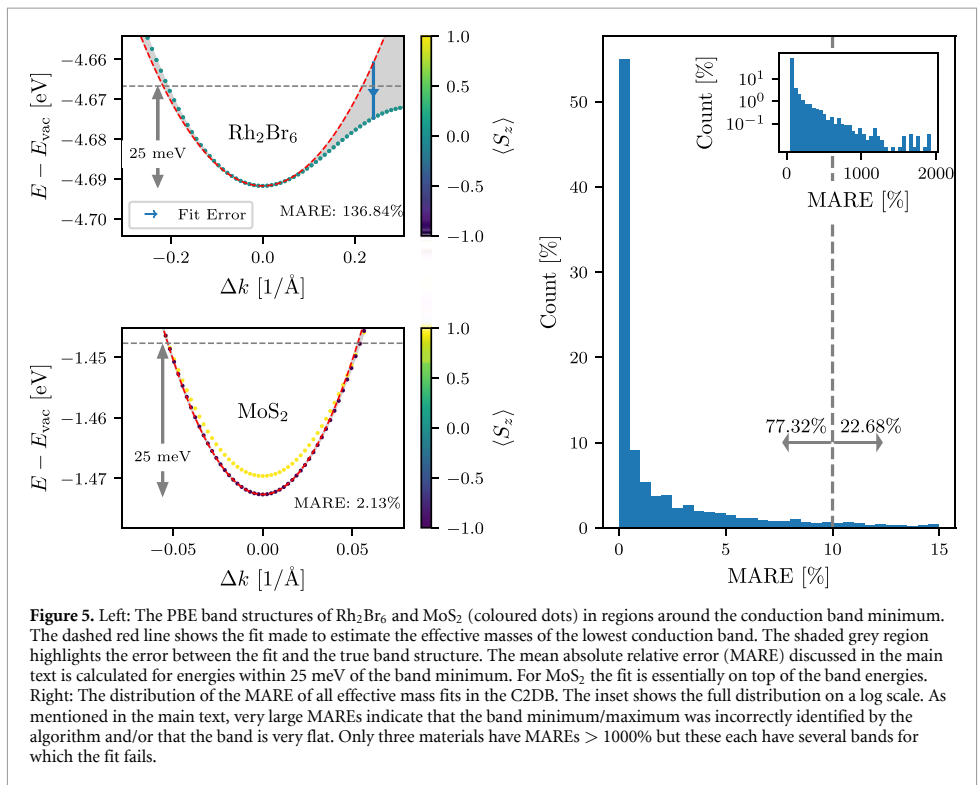 −4.66
−4.67
−4.68
−4.69
−4.70
E − Evac [eV]
25 meV
Rh2Br6
→ Fit Error
MARE: 136.84%
−0.2
0.0
0.2
Δk [1/Å]
1.0
0.5
0.0
−0.5
−1.0
⟨Sz⟩
−1.45
−1.46
−1.47
E − Evac [eV]
25 meV
MoS2
MARE: 2.13%
−0.05
0.00
0.05
Δk [1/Å]
1.0
0.5
0.0
−0.5
−1.0
⟨Sz⟩
50
40
30
20
10
0
Count [%]
77.32%
22.68%
0
5
10
15
MARE [%]
10¹
10⁰
10⁻¹
Count [%]
0
1000
2000
MARE [%]
Figure 5. Left: The PBE band structures of Rh2Br6 and MoS2 (coloured dots) in regions around the conduction band minimum.
The dashed red line shows the fit made to estimate the effective masses of the lowest conduction band. The shaded grey region
highlights the error between the fit and the true band structure. The mean absolute relative error (MARE) discussed in the main
text is calculated for energies within 25 meV of the band minimum. For MoS2 the fit is essentially on top of the band energies.
Right: The distribution of the MARE of all effective mass fits in the C2DB. The inset shows the full distribution on a log scale. As
mentioned in the main text, very large MAREs indicate that the band minimum/maximum was incorrectly identified by the
algorithm and/or that the band is very flat. Only three materials have MAREs > 1000% but these each have several bands for
which the fit fails.